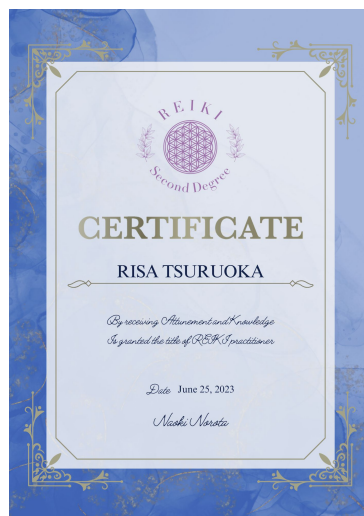 REIKI
Second Degree
CERTIFICATE
RISA TSURUOKA
By receiving Attunement and Knowledge
Is granted the title of REIKI practitioner
Date June 25, 2023
Naoki Norota